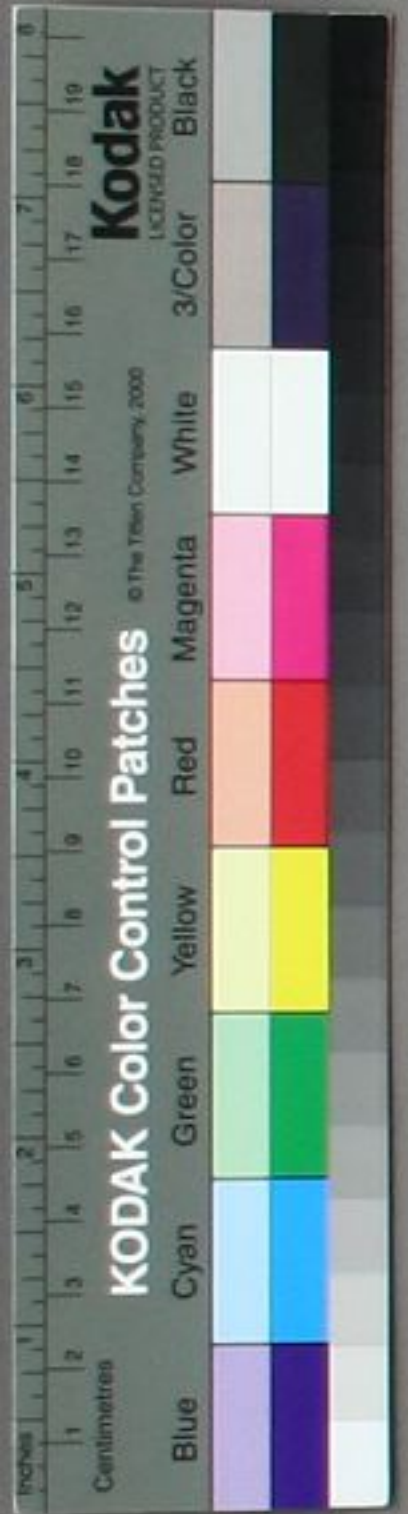 Inches 1 2 3 4 5 6 7 8
Centimetres 1 2 3 4 5 6 7 8 9 10 11 12 13 14 15 16 17 18 19
KODAK Color Control Patches © The Tiffen Company, 2000 Kodak
LICENSED PRODUCT
Blue Cyan Green Yellow Red Magenta White 3/Color Black